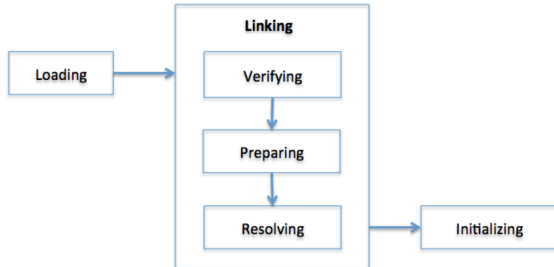 Linking
Loading
Verifying
Preparing
Resolving
Initializing